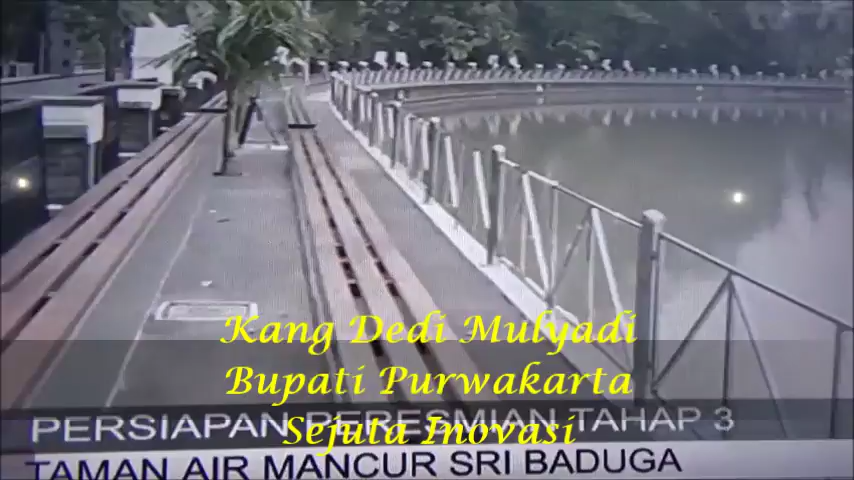 Kang Dedi Mulyadi
Bupati Purwakarta
PERSIAPAN PERESMIAN TAHAP 3
Sejuta Inovasi
TAMAN AIR MANCUR SRI BADUGA